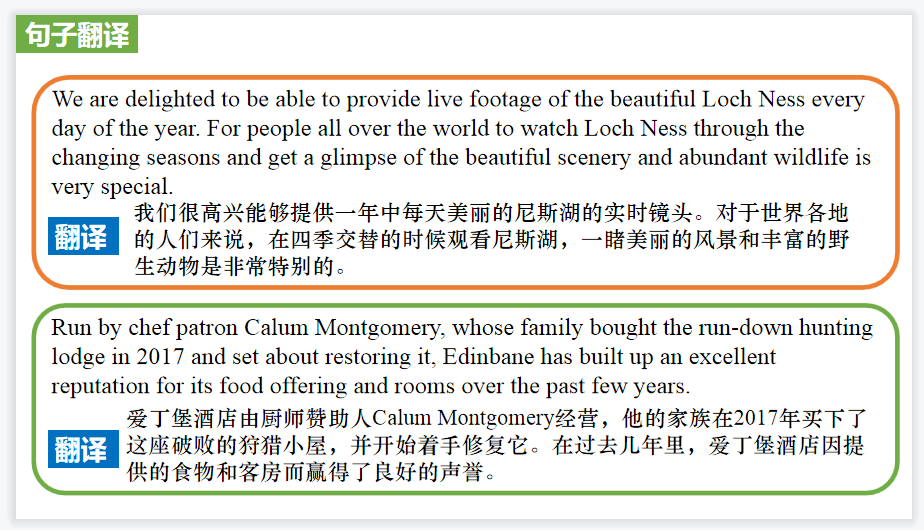 句子翻译
We are delighted to be able to provide live footage of the beautiful Loch Ness every
day of the year. For people all over the world to watch Loch Ness through the
changing seasons and get a glimpse of the beautiful scenery and abundant wildlife is
very special.
翻译
我们很高兴能够提供一年中每天美丽的尼斯湖的实时镜头。对于世界各地
的人们来说，在四季交替的时候观看尼斯湖，一睹美丽的风景和丰富的野
生动物是非常特别的。
Run by chef patron Calum Montgomery, whose family bought the run-down hunting
lodge in 2017 and set about restoring it, Edinbane has built up an excellent
reputation for its food offering and rooms over the past few years.
翻译
爱丁堡酒店由厨师赞助人Calum Montgomery经营，他的家族在2017年买下了
这座破败的狩猎小屋，并开始着手修复它。在过去几年里，爱丁堡酒店因提
供的食物和客房而赢得了良好的声誉。